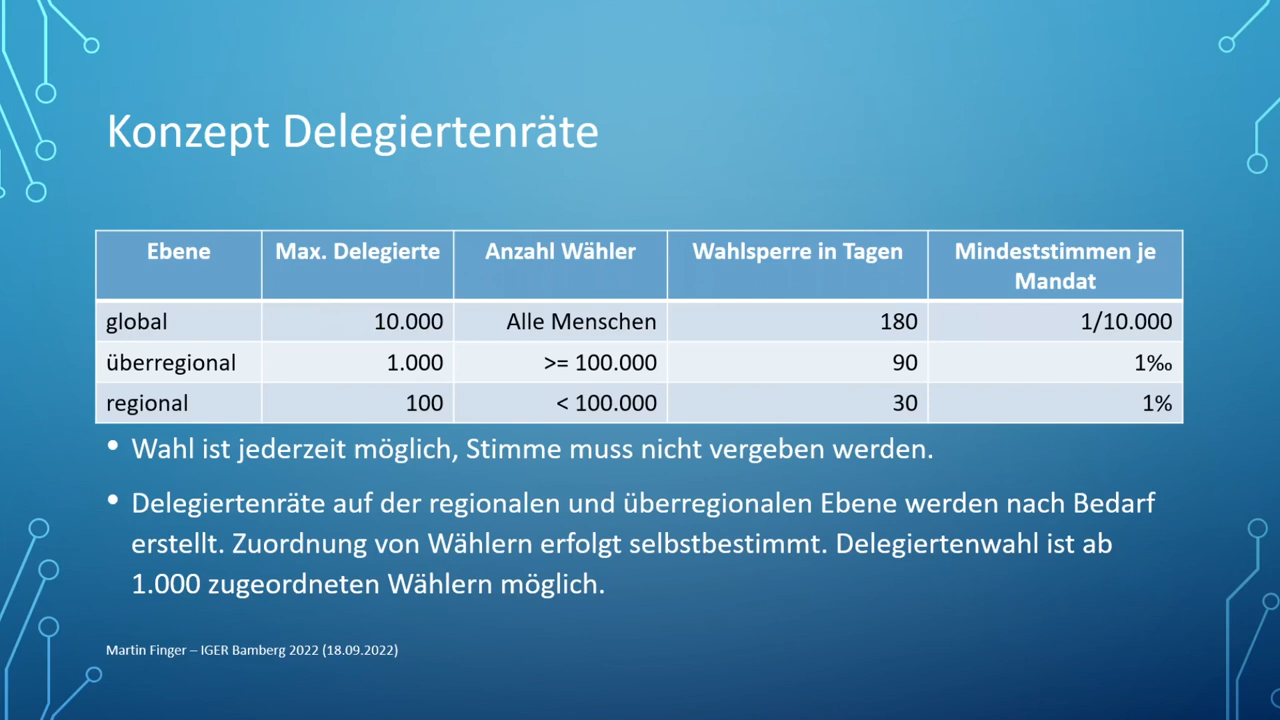 Konzept Delegiertenräte
Ebene Max. Delegierte Anzahl Wähler Wahlsperre in Tagen Mindeststimmen je
Mandat
global 10.000 Alle Menschen 180 1/10.000
überregional 1.000 >= 100.000 90 1‰
regional 100 < 100.000 30 1%
• Wahl ist jederzeit möglich, Stimme muss nicht vergeben werden.
• Delegiertenräte auf der regionalen und überregionalen Ebene werden nach Bedarf
erstellt. Zuordnung von Wählern erfolgt selbstbestimmt. Delegiertenwahl ist ab
1.000 zugeordneten Wählern möglich.
Martin Finger – IGER Bamberg 2022 (18.09.2022)